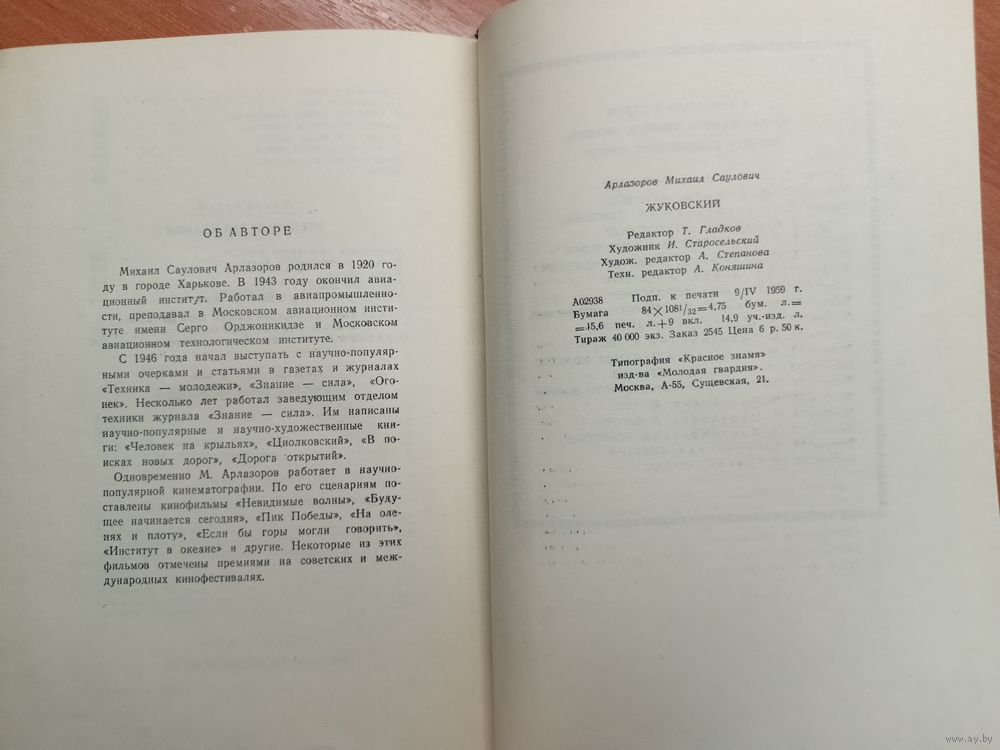 ОБ АВТОРЕ
Михаил Саулович Арлазоров родился в 1920 го-
ду в городе Харькове. В 1943 году окончил авиа-
ционный институт. Работал в авиапромышленно-
сти, преподавал в Московском авиационном инсти-
туте имени Серго Орджоникидзе и Московском
авиационном технологическом институте.
С 1946 года начал выступать с научно-популяр-
ными очерками и статьями в газетах и журналах
«Техника — молодежи», «Знание — сила», «Ого-
нек». Несколько лет работал заведующим отделом
техники журнала «Знание — сила». Им написаны
научно-популярные и научно-художественные кни-
ги: «Человек на крыльях», «Циолковский», «В по-
исках новых дорог», «Дорога открытий».
Одновременно М. Арлазоров работает в научно-
популярной кинематографии. По его сценариям по-
ставлены кинофильмы «Невидимые волны», «Буду-
щее начинается сегодня», «Пик Победы», «На оле-
нях и плоту», «Если бы горы могли говорить»,
«Институт в океане» и другие. Некоторые из этих
фильмов отмечены премиями на советских и меж-
дународных кинофестивалях.
Арлазоров Михаил Саулович
ЖУКОВСКИЙ
Редактор Т. Гладков
Художник И. Старосельский
Худож. редактор А. Степанова
Техн. редактор А. Коняшина
А02938 Подп. к печати 9/IV 1959 г.
Бумага 84×108¹/₃₂=4,75 бум. л.=
=15,6 печ. л.+9 вкл. 14,9 уч.-изд. л.
Тираж 40 000 экз. Заказ 2545 Цена 6 р. 50 к.
Типография «Красное знамя»
изд-ва «Молодая гвардия».
Москва, А-55, Сущевская, 21.
www.ay.by